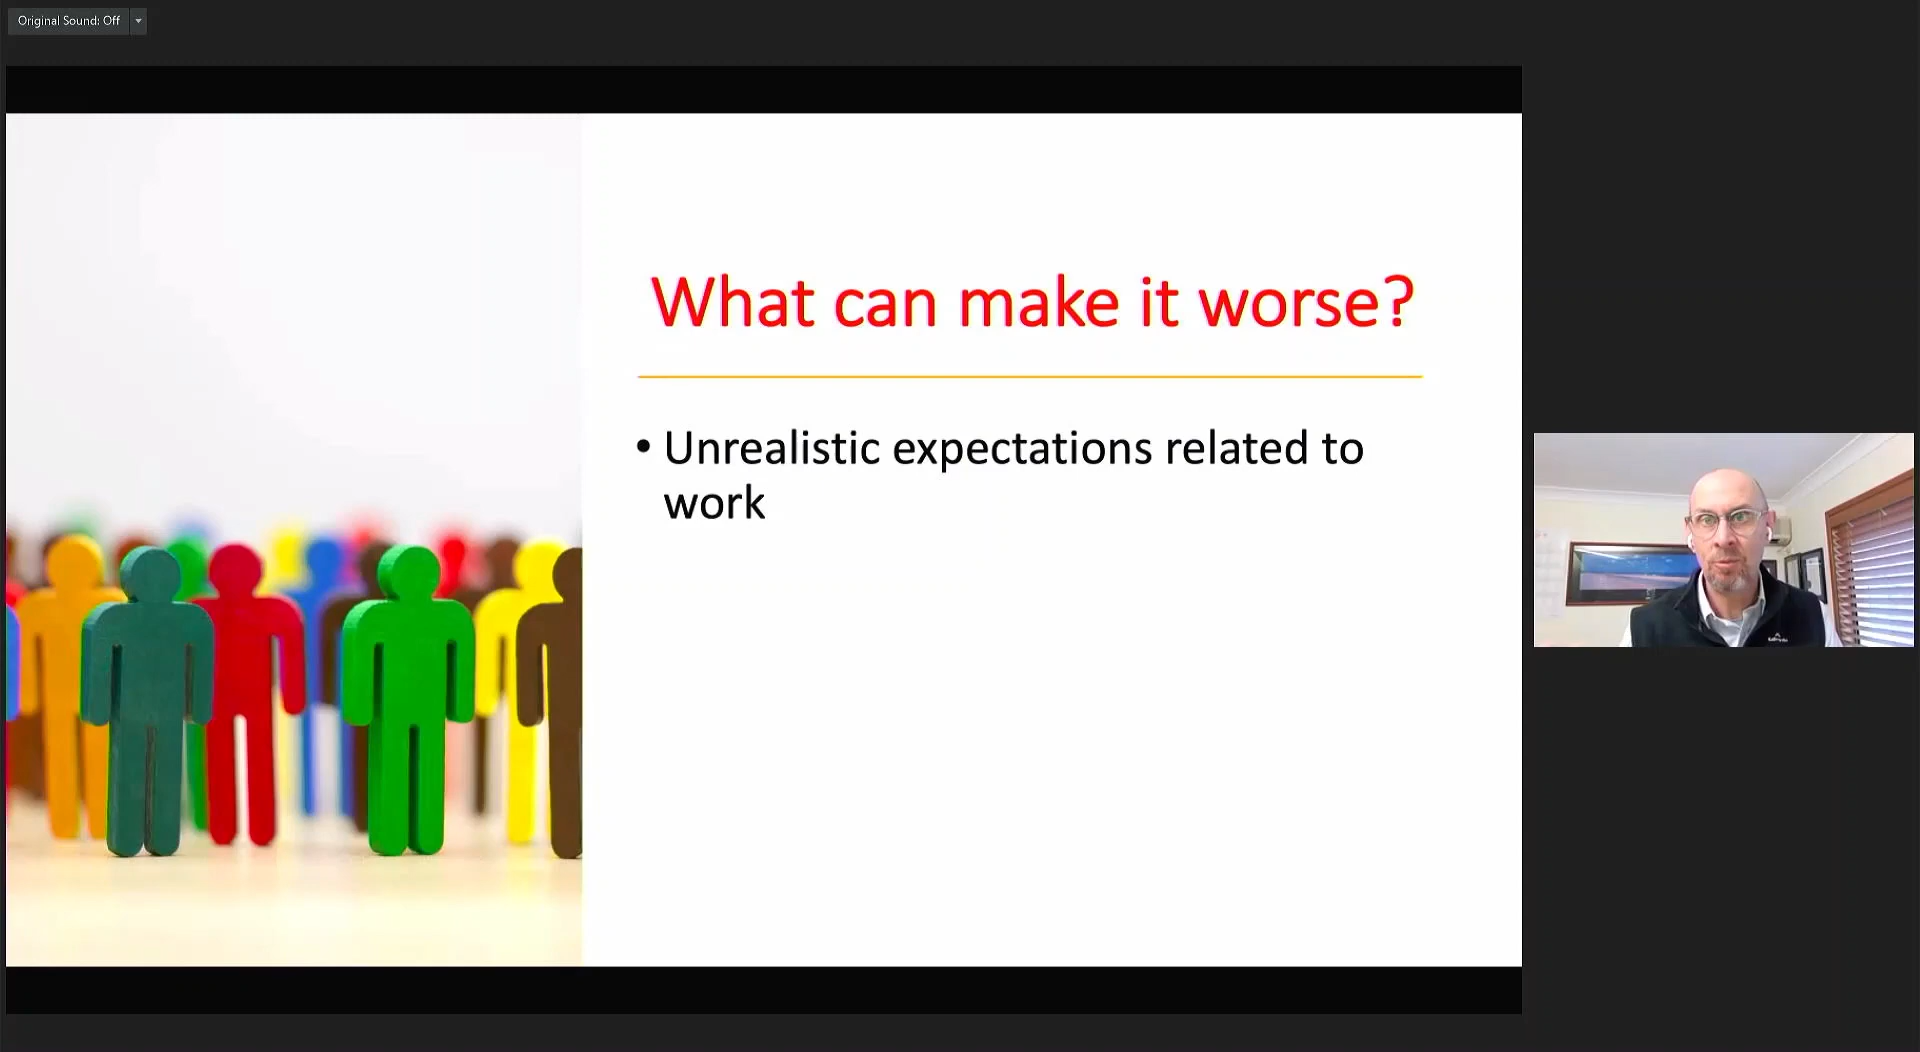 Original Sound: Off
What can make it worse?
• Unrealistic expectations related to
work